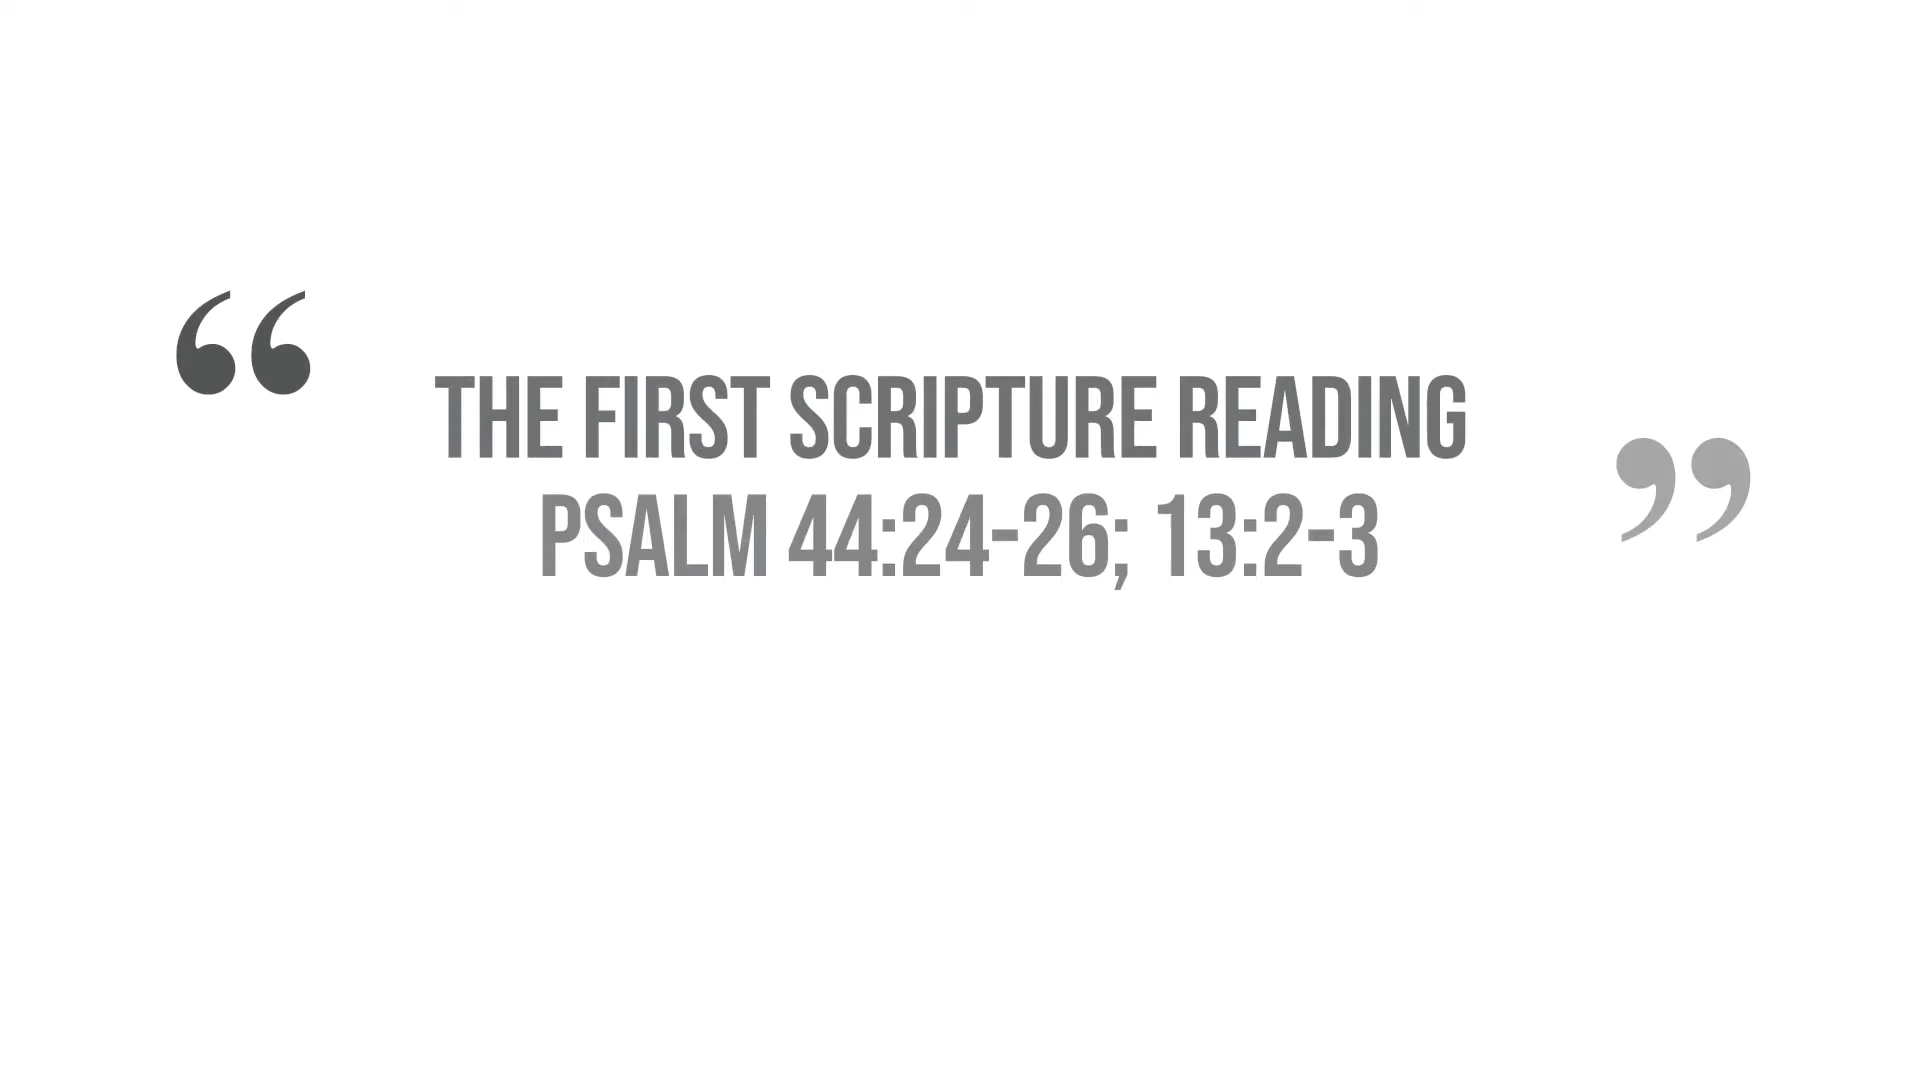 “ THE FIRST SCRIPTURE READING
PSALM 44:24-26; 13:2-3 ”